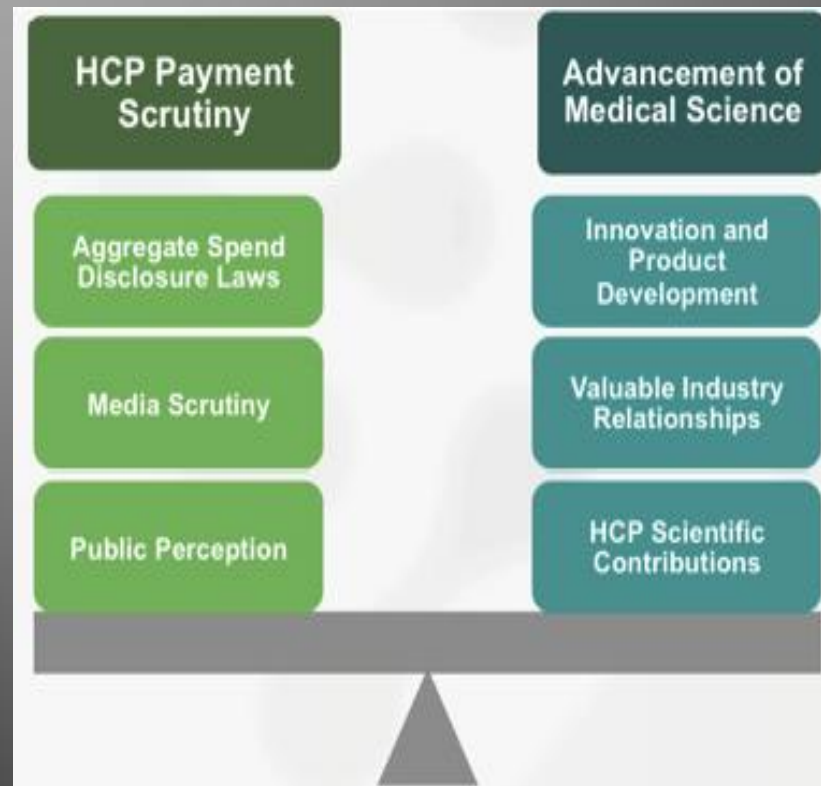 HCP Payment
Scrutiny
Aggregate Spend
Disclosure Laws
Media Scrutiny
Public Perception
Advancement of
Medical Science
Innovation and
Product
Development
Valuable Industry
Relationships
HCP Scientific
Contributions